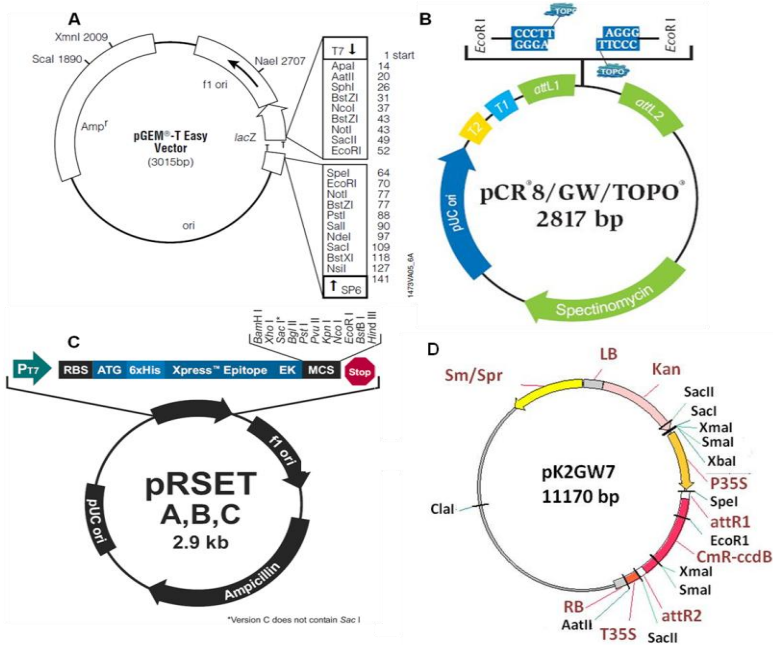 A
XmnI 2009
ScaI 1890
NaeI 2707
f1 ori
Ampr
pGEM®-T Easy
Vector
(3015bp)
lacZ
T
T
ori
T7 ↓
1 start
ApaI 14
AatII 20
SphI 26
BstZI 31
NcoI 37
BstZI 43
NotI 43
SacII 49
EcoRI 52
SpeI 64
EcoRI 70
NotI 77
BstZI 77
PstI 88
SalI 90
NdeI 97
SacI 109
BstXI 118
NsiI 127
141
↑ SP6
1473VA05_6A
B
EcoR I
CCCTT
GGGA
TOPO
AGGG
TTCCC
TOPO
EcoR I
attL1
attL2
T1
T2
pUC ori
pCR®8/GW/TOPO®
2817 bp
Spectinomycin
C
BamH I
Xho I
Sac I*
Bgl I
Pst I
Pvu II
Kpn I
Nco I
EcoR I
BstB I
Hind III
PT7
RBS
ATG
6xHis
Xpress™ Epitope
EK
MCS
Stop
f1 ori
pRSET
A,B,C
2.9 kb
pUC ori
Ampicillin
*Version C does not contain Sac I
D
Sm/Spr
LB
Kan
SacII
SacI
XmaI
SmaI
XbaI
P35S
SpeI
attR1
EcoR1
CmR-ccdB
XmaI
SmaI
attR2
SacII
T35S
AatII
RB
ClaI
pK2GW7
11170 bp